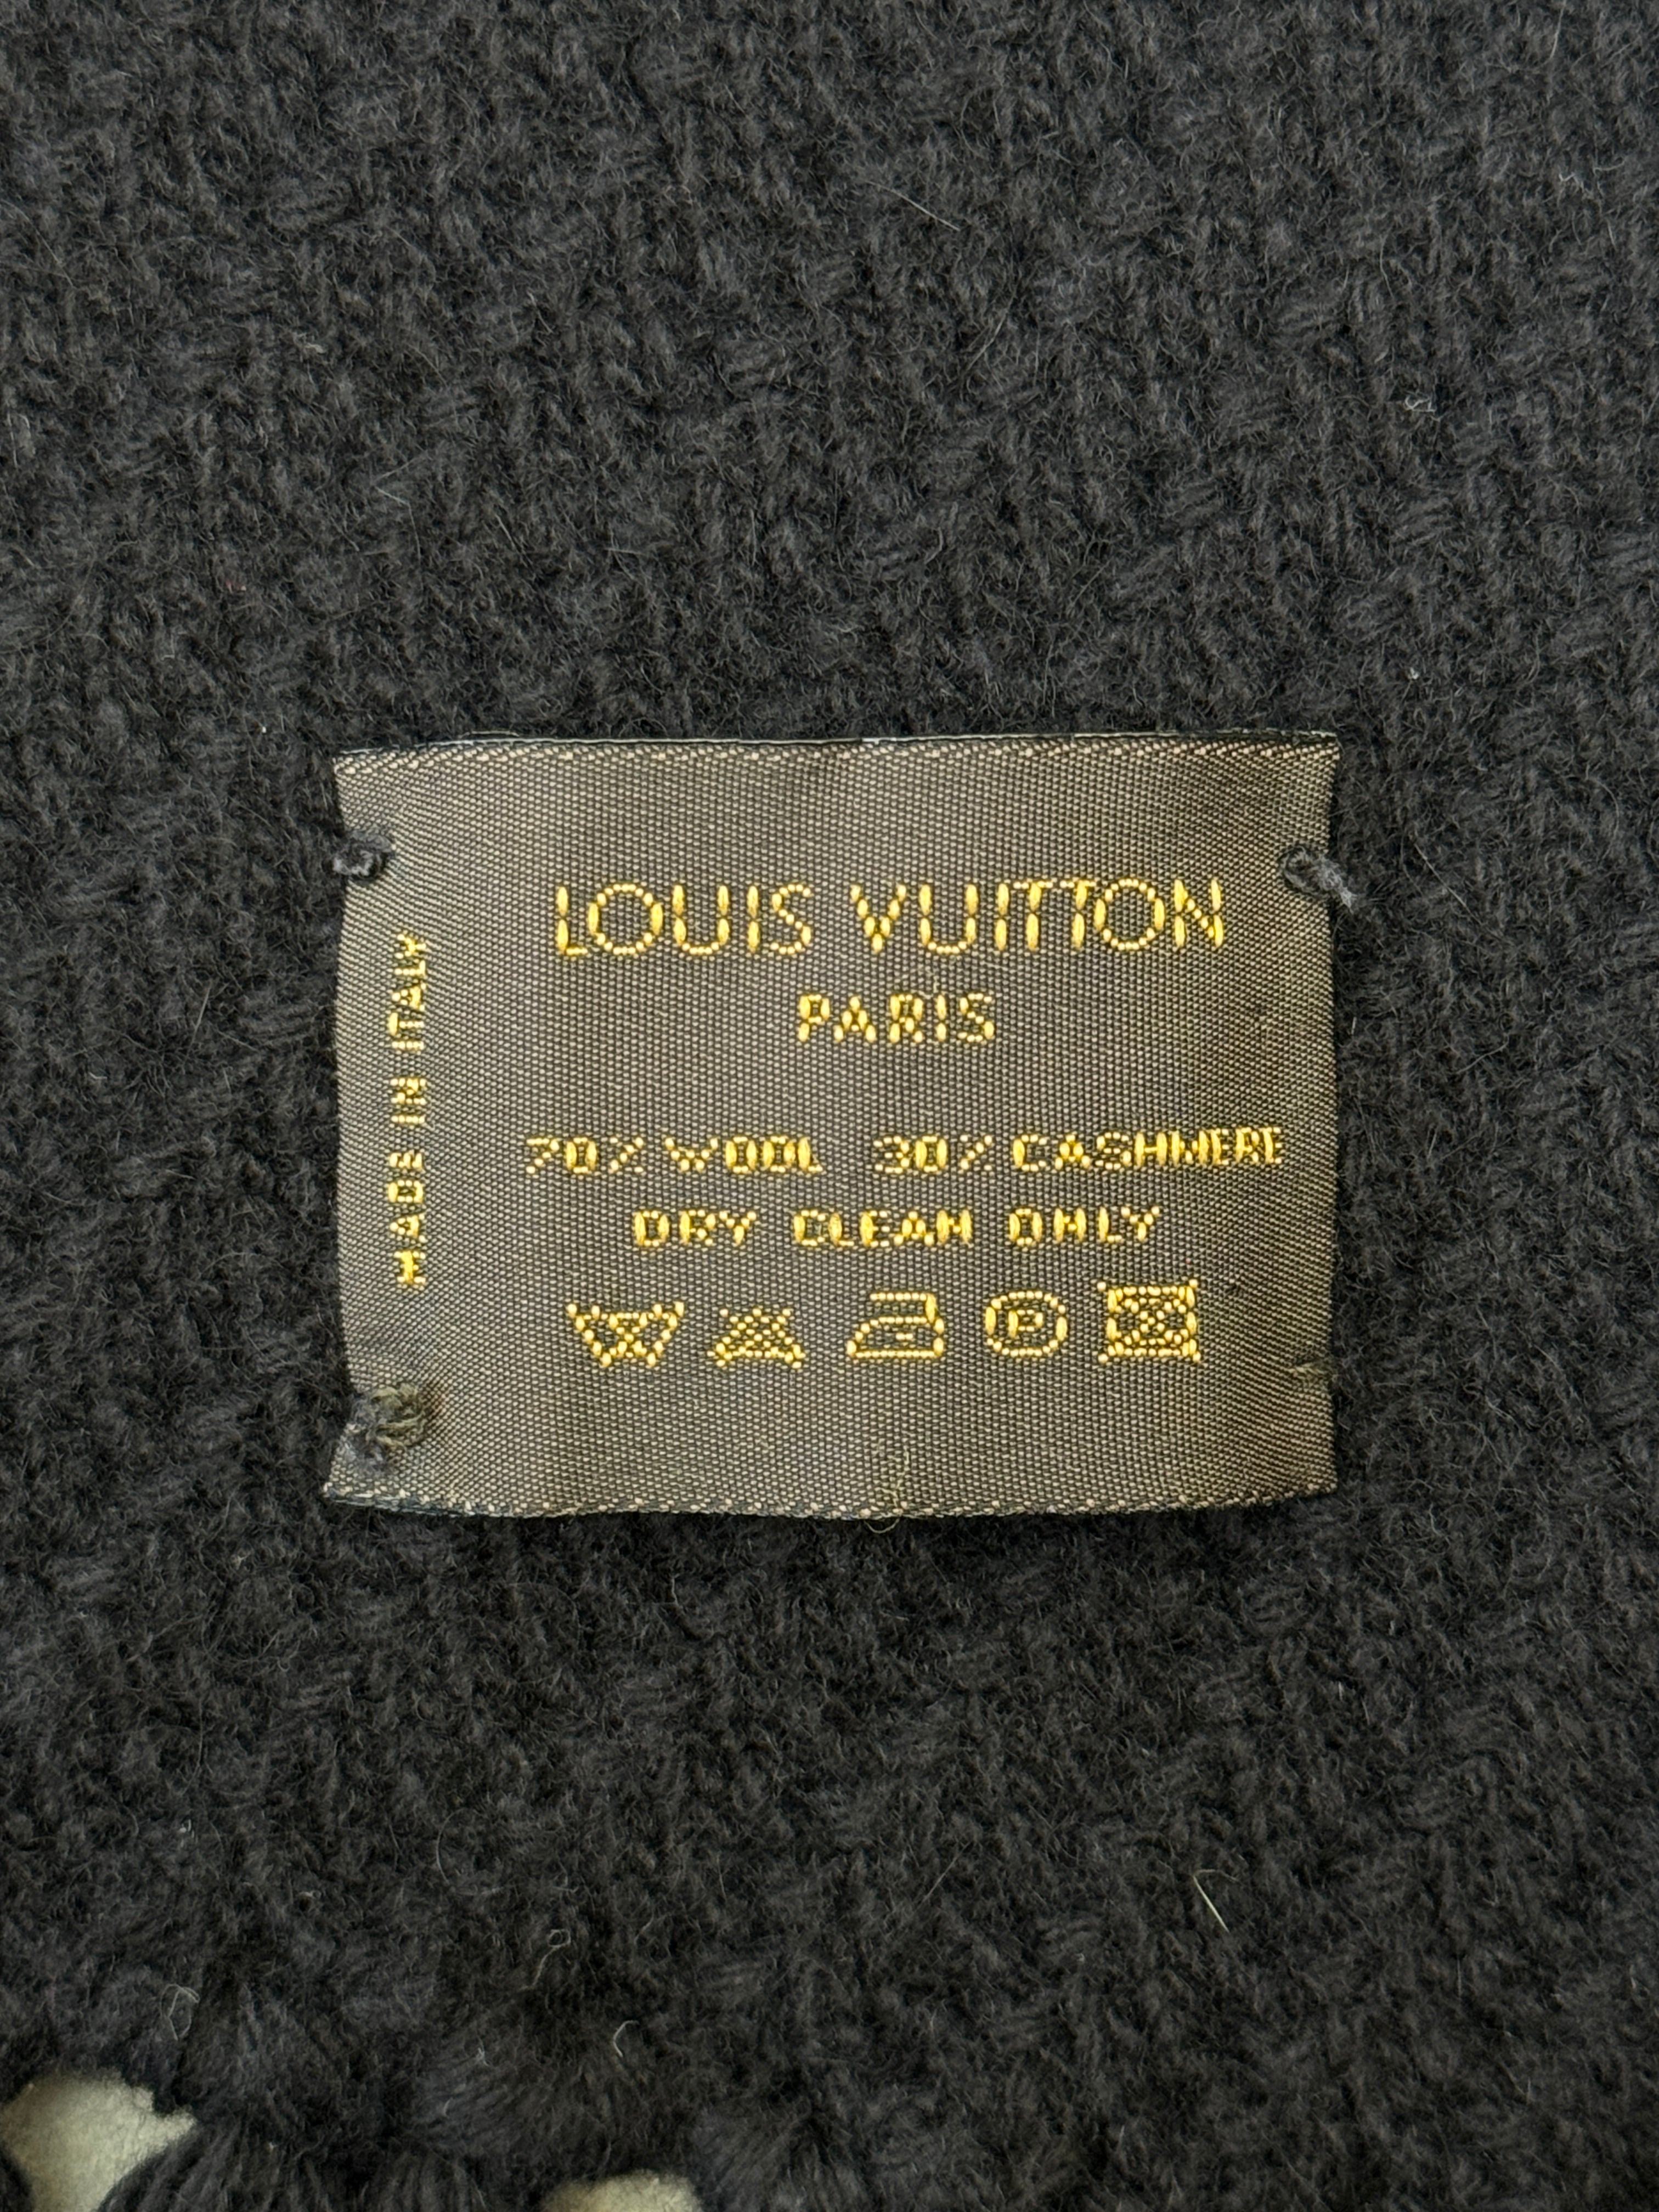 LOUIS VUITTON
PARIS
MADE IN ITALY
70% WOOL 30% CASHMERE
DRY CLEAN ONLY
P